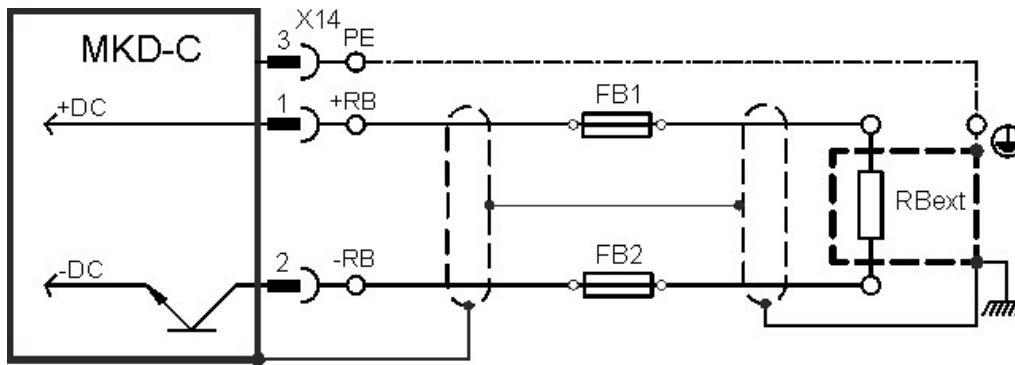 X14
MKD-C
3
PE
+DC
1
+RB
FB1
RBext
-DC
2
-RB
FB2